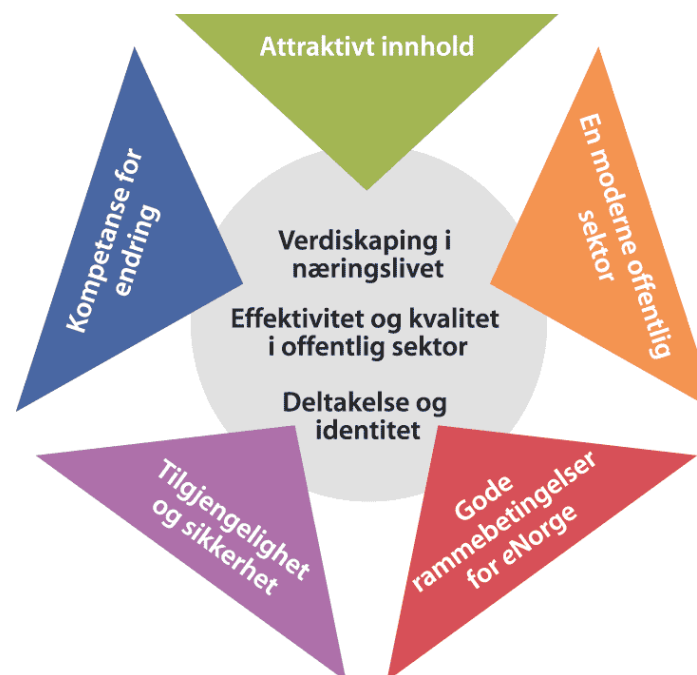 Attraktivt innhold
En moderne offentlig
sektor
Kompetanse for
endring
Verdiskaping i
næringslivet
Effektivitet og kvalitet
i offentlig sektor
Deltakelse og
identitet
Tilgjengelighet
og sikkerhet
Gode
rammebetingelser
for eNorge